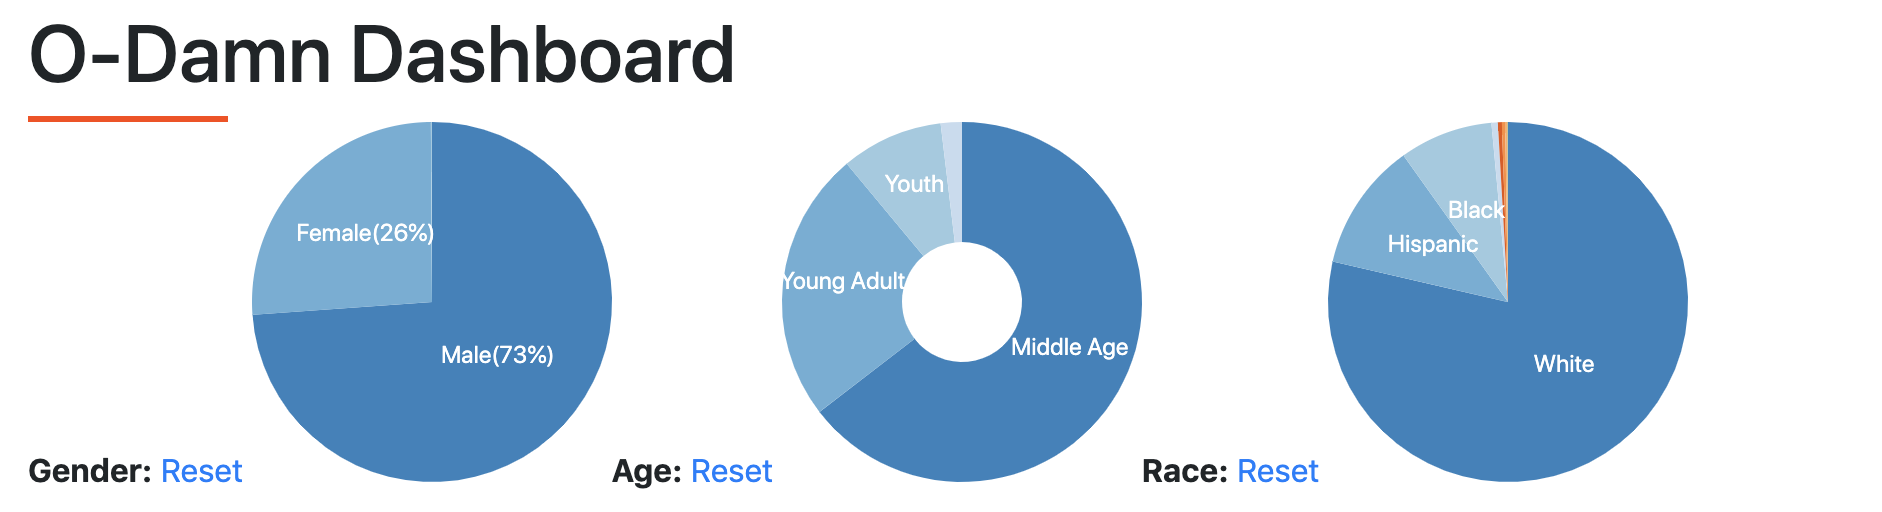 O-Damn Dashboard
Female(26%)
Male(73%)
Gender: Reset
Youth
Young Adult
Middle Age
Age: Reset
Black
Hispanic
White
Race: Reset